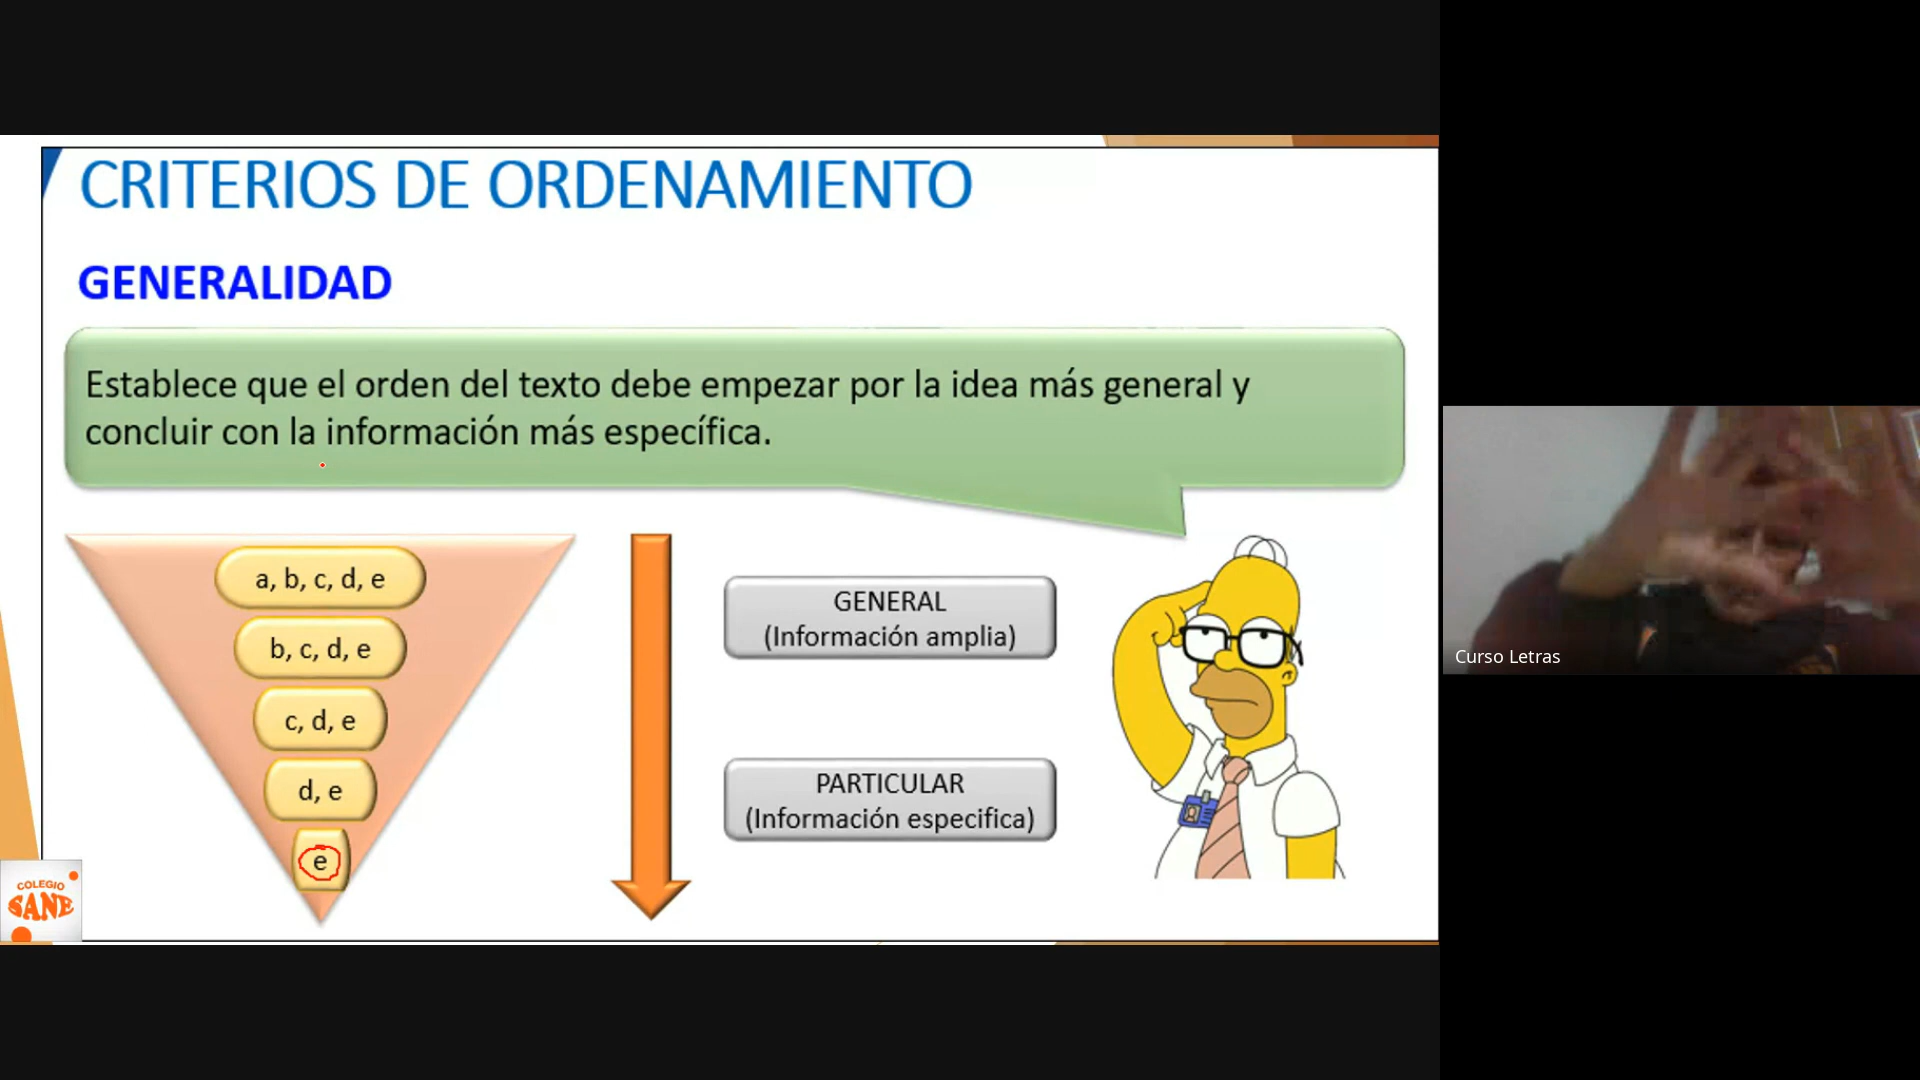 CRITERIOS DE ORDENAMIENTO
GENERALIDAD
Establece que el orden del texto debe empezar por la idea más general y
concluir con la información más específica.
a, b, c, d, e
b, c, d, e
c, d, e
d, e
e
GENERAL
(Información amplia)
PARTICULAR
(Información especifica)
COLEGIO
SANE
Curso Letras